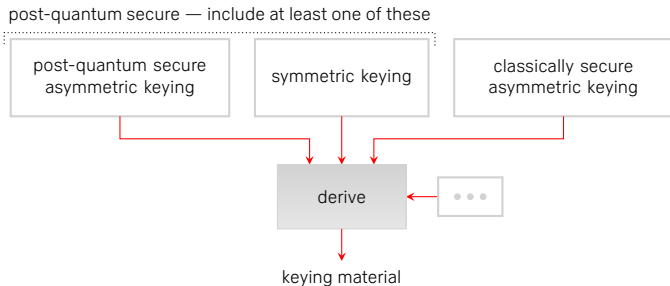 post-quantum secure — include at least one of these
post-quantum secure
asymmetric keying
symmetric keying
classically secure
asymmetric keying
derive
keying material